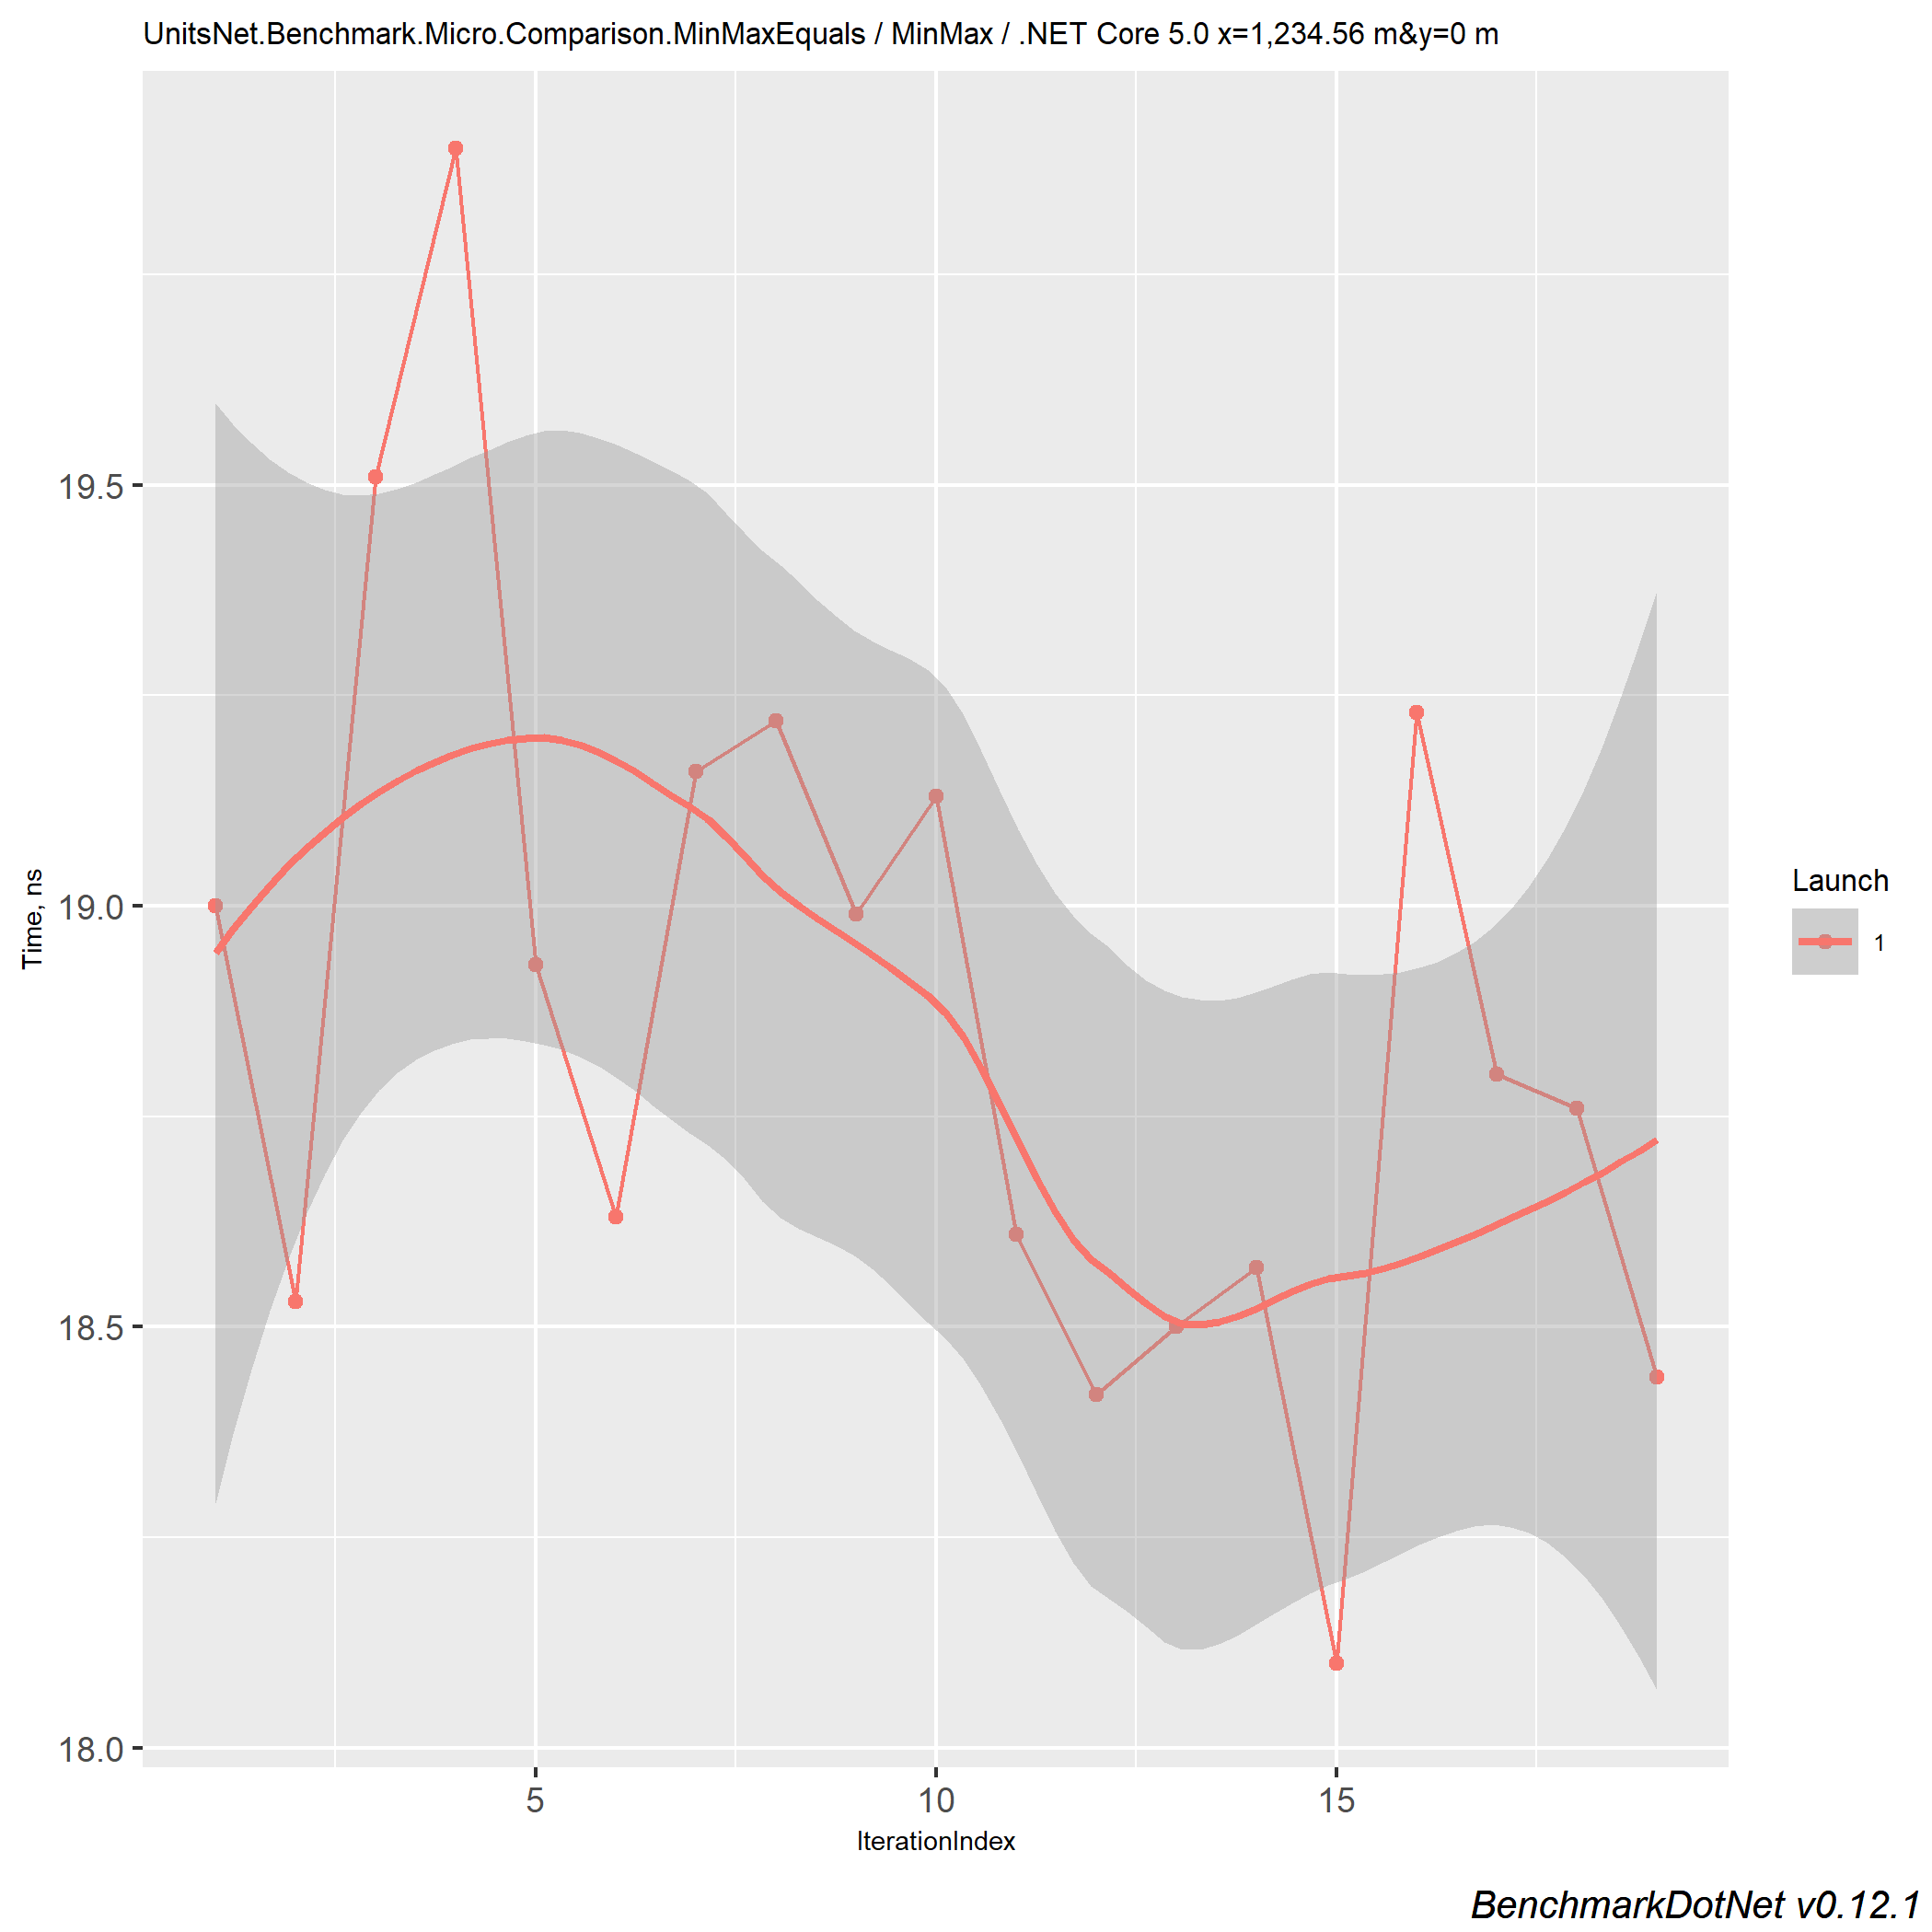 UnitsNet.Benchmark.Micro.Comparison.MinMaxEquals / MinMax / .NET Core 5.0 x=1,234.56 m&y=0 m
Time, ns
19.5
19.0
18.5
18.0
5 10 15
IterationIndex
Launch
1
BenchmarkDotNet v0.12.1